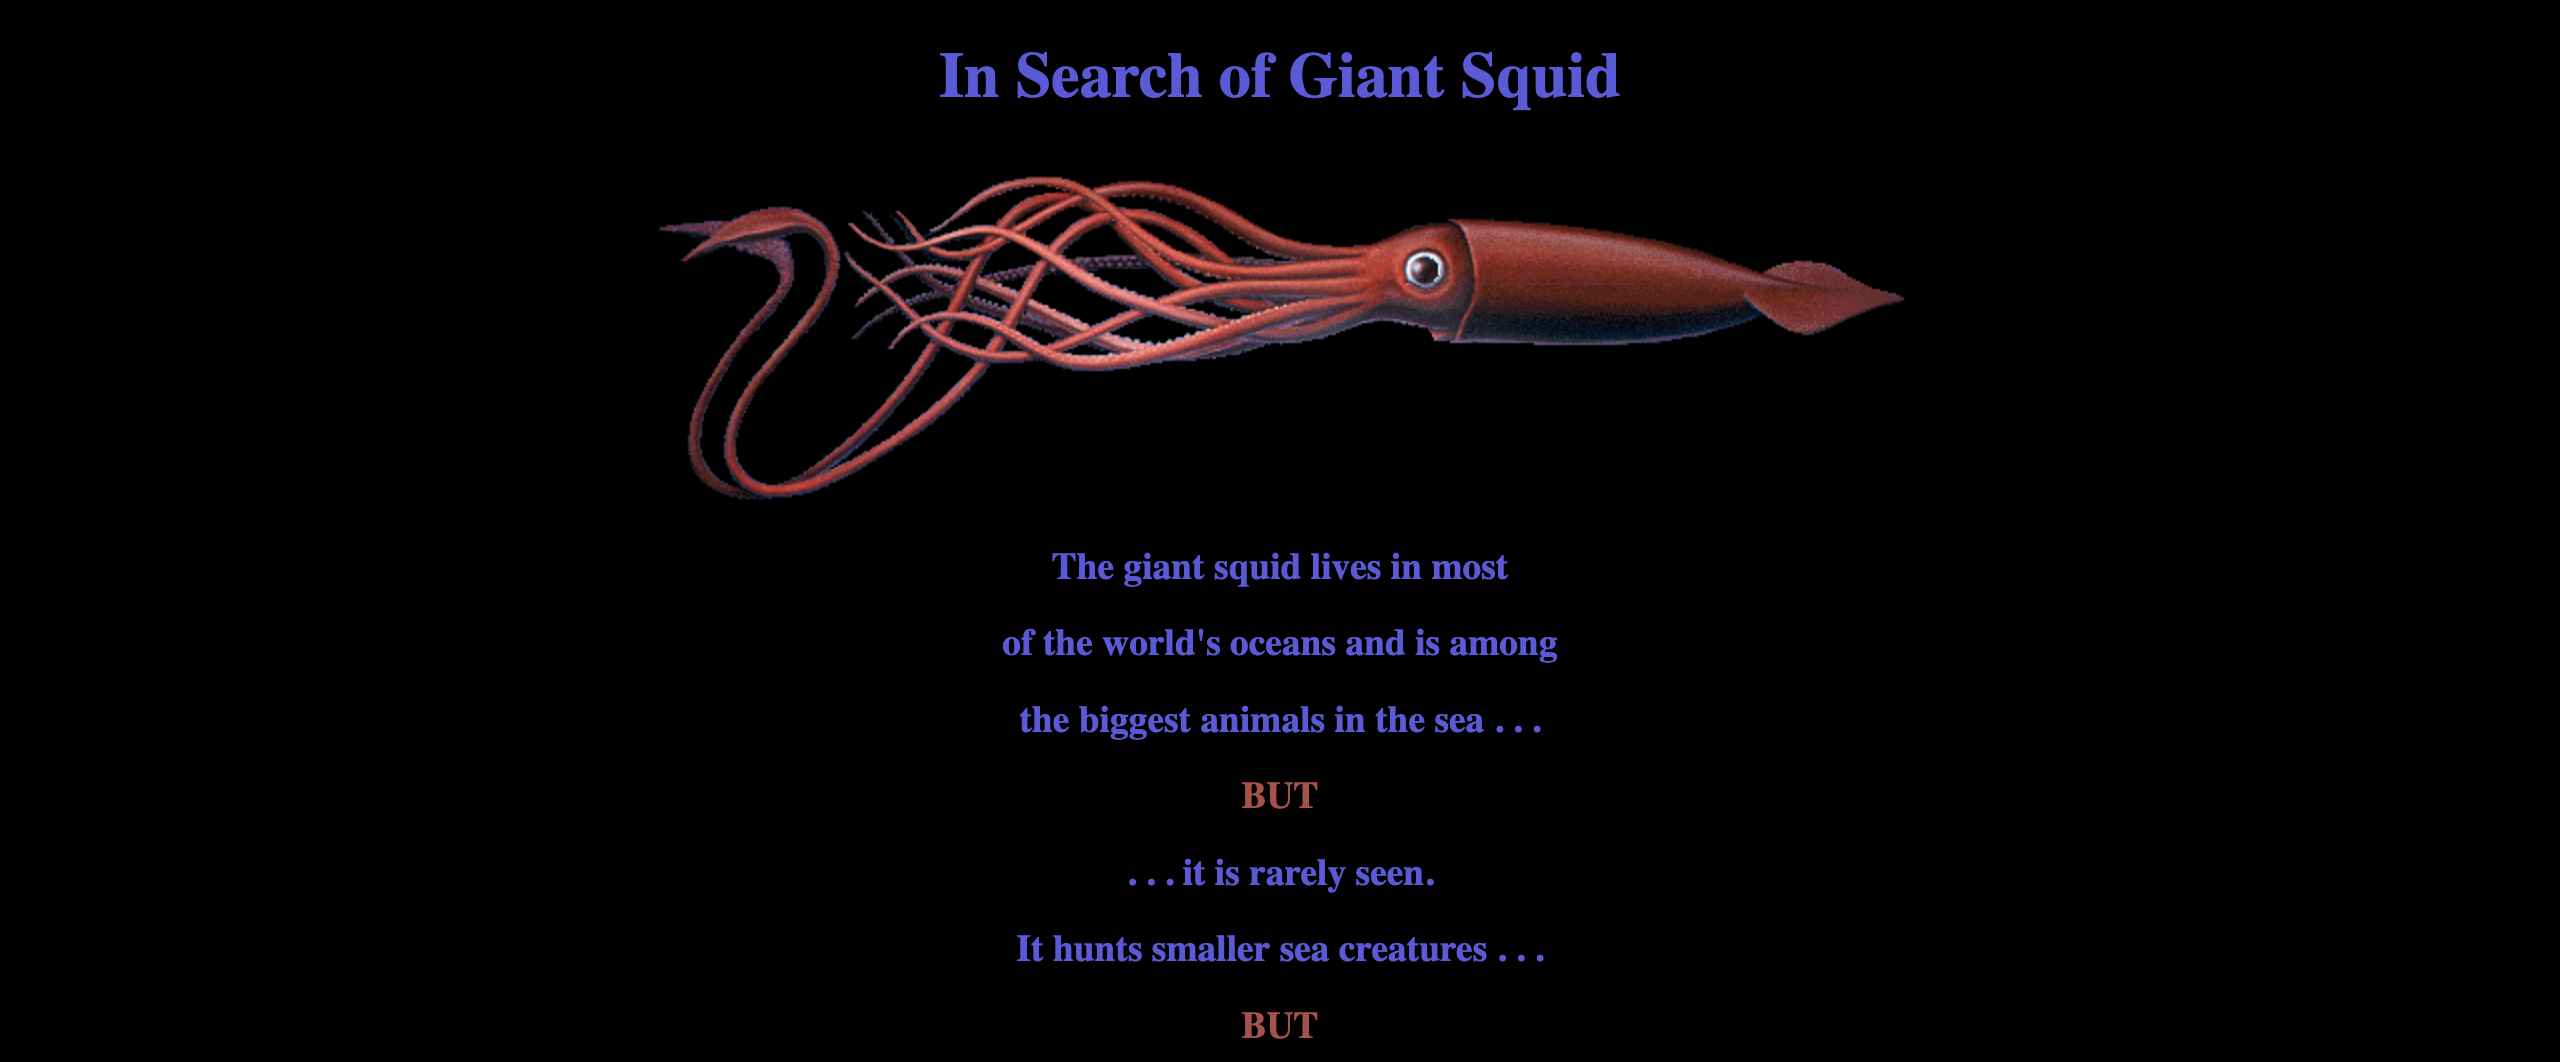 In Search of Giant Squid
The giant squid lives in most
of the world's oceans and is among
the biggest animals in the sea . . .
BUT
. . . it is rarely seen.
It hunts smaller sea creatures . . .
BUT